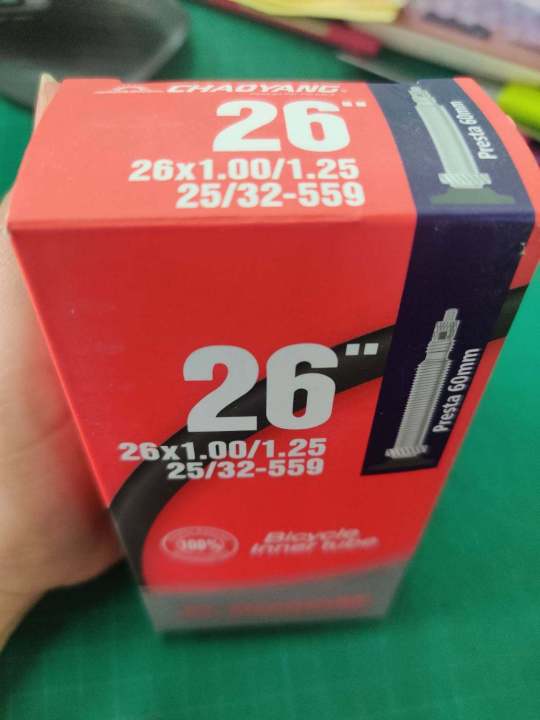 CHAOYANG
26"
26x1.00/1.25
25/32-559
Presta 60mm
26"
26x1.00/1.25
25/32-559
Presta 60mm
100%
Bicycle
inner tube